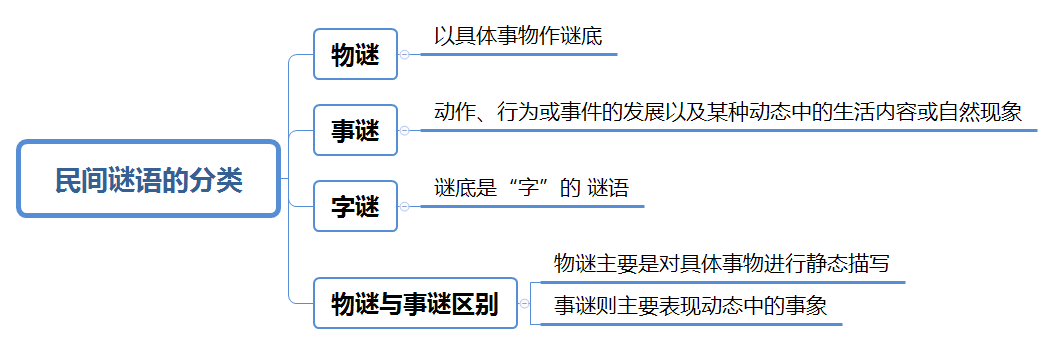 民间谜语的分类
物谜
以具体事物作谜底
事谜
动作、行为或事件的发展以及某种动态中的生活内容或自然现象
字谜
谜底是“字”的 谜语
物谜与事谜区别
物谜主要是对具体事物进行静态描写
事谜则主要表现动态中的事象